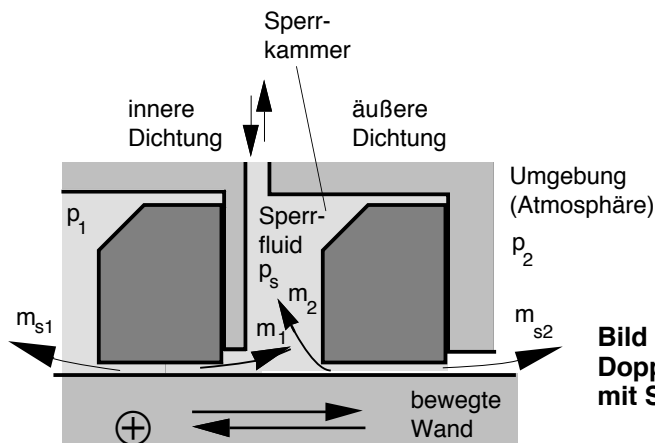 Sperr-
kammer
innere
Dichtung
äußere
Dichtung
Umgebung
(Atmosphäre)
p1
Sperr-
fluid
ps
p2
m2
ms1
m1
ms2
Bild
Dopp
mit S
bewegte
Wand